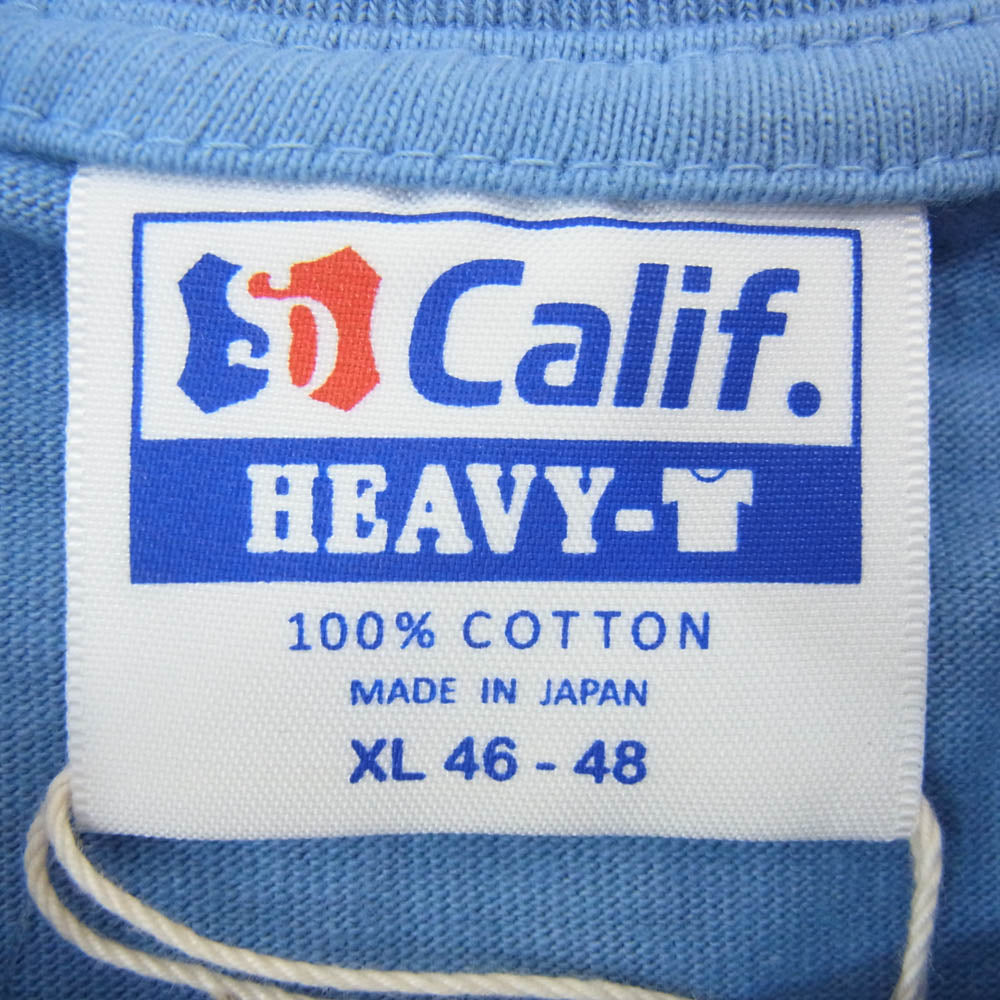 SD Calif.
HEAVY-T
100% COTTON
MADE IN JAPAN
XL 46 - 48